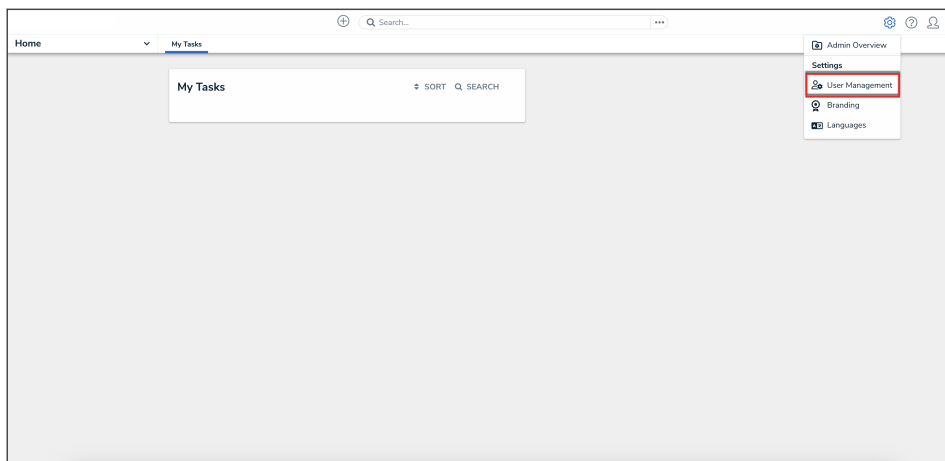 Search...
Home
My Tasks
Admin Overview
Settings
User Management
Branding
Languages
My Tasks
SORT
SEARCH